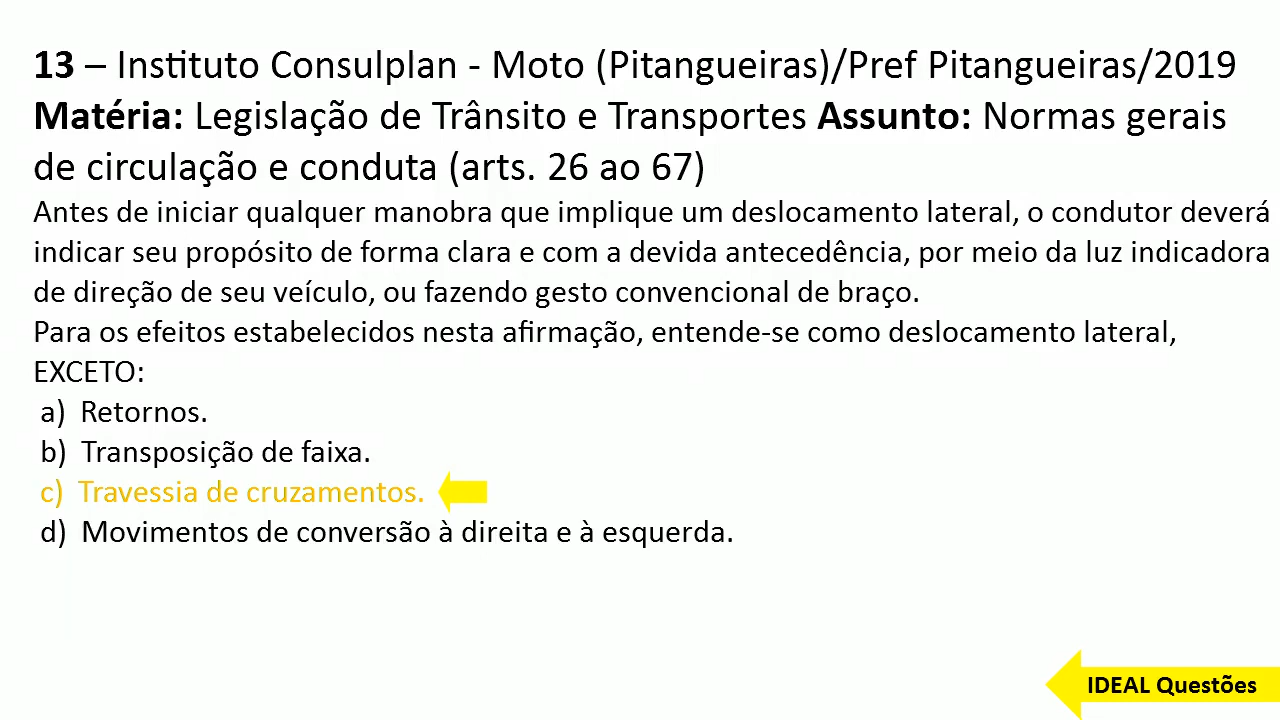 13 – Instituto Consulplan - Moto (Pitangueiras)/Pref Pitangueiras/2019
Matéria: Legislação de Trânsito e Transportes Assunto: Normas gerais
de circulação e conduta (arts. 26 ao 67)
Antes de iniciar qualquer manobra que implique um deslocamento lateral, o condutor deverá
indicar seu propósito de forma clara e com a devida antecedência, por meio da luz indicadora
de direção de seu veículo, ou fazendo gesto convencional de braço.
Para os efeitos estabelecidos nesta afirmação, entende-se como deslocamento lateral,
EXCETO:
a) Retornos.
b) Transposição de faixa.
c) Travessia de cruzamentos.
d) Movimentos de conversão à direita e à esquerda.
IDEAL Questões